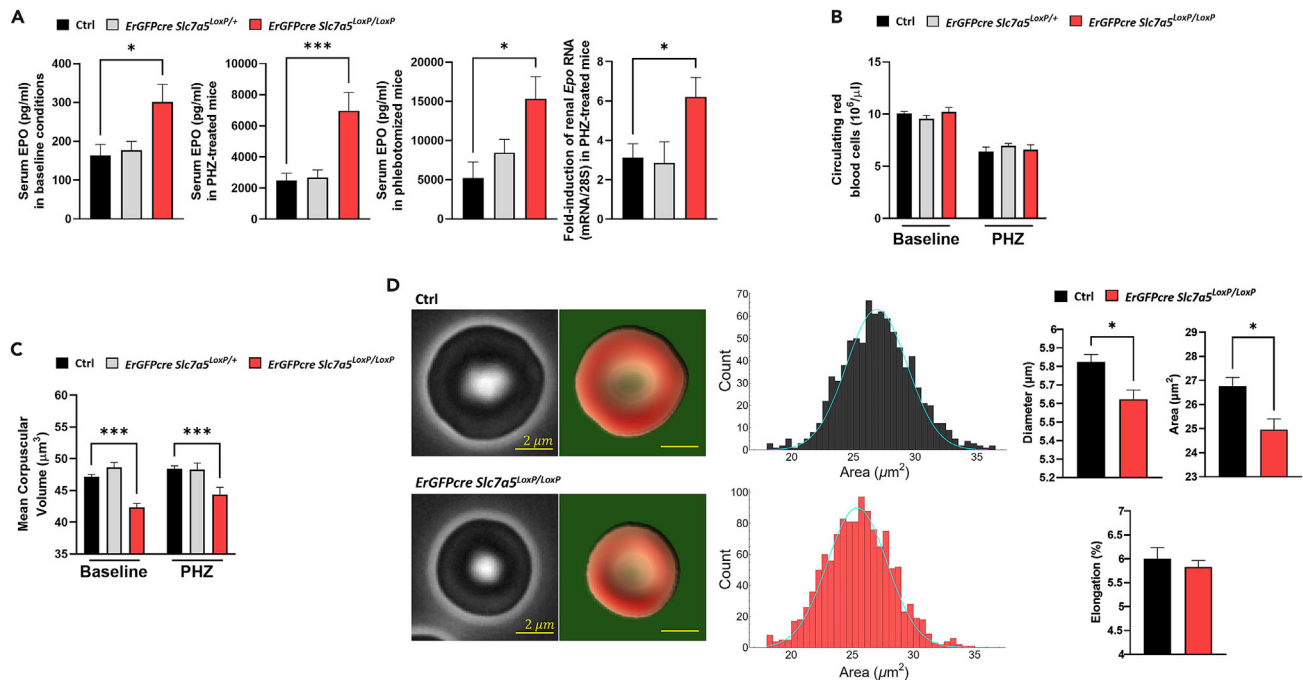 A
Ctrl ErGFPcre Slc7a5LoxP/+ ErGFPcre Slc7a5LoxP/LoxP
Serum EPO (pg/ml)
in baseline conditions
400
300
200
100
0
*
Serum EPO (pg/ml)
in PHZ-treated mice
10000
8000
6000
4000
2000
0
***
Serum EPO (pg/ml)
in phlebotomized mice
20000
15000
10000
5000
0
*
Fold-induction of renal Epo RNA
(mRNA/28S) in PHZ-treated mice
8
6
4
2
0
*
B
Ctrl ErGFPcre Slc7a5LoxP/+ ErGFPcre Slc7a5LoxP/LoxP
Circulating red
blood cells (10⁶/μl)
15
10
5
0
Baseline PHZ
C
Ctrl ErGFPcre Slc7a5LoxP/+ ErGFPcre Slc7a5LoxP/LoxP
Mean Corpuscular
Volume (μm³)
60
55
50
45
40
35
*** ***
Baseline PHZ
D
Ctrl
2 μm
ErGFPcre Slc7a5LoxP/LoxP
2 μm
Count
70
60
50
40
30
20
10
0
20 25 30 35
Area (μm²)
Count
100
80
60
40
20
0
20 25 30 35
Area (μm²)
Ctrl ErGFPcre Slc7a5LoxP/LoxP
Diameter (μm)
6
5.9
5.8
5.7
5.6
5.5
5.4
5.3
5.2
*
Area (μm²)
28
27
26
25
24
23
*
Elongation (%)
7
6.5
6
5.5
5
4.5
4